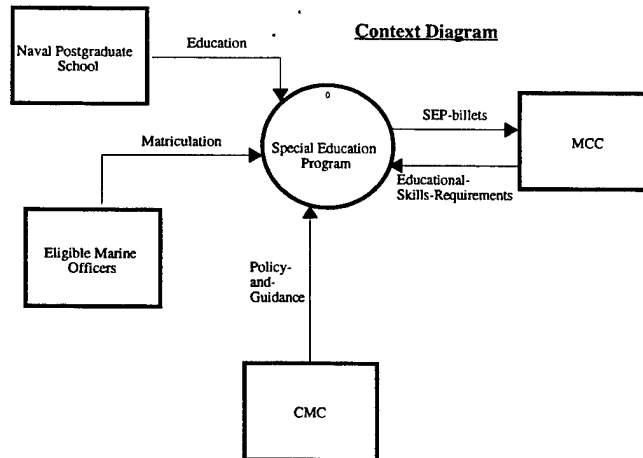 Context Diagram
Naval Postgraduate
School
Education
0
Special Education
Program
SEP-billets
MCC
Educational-
Skills-Requirements
Matriculation
Eligible Marine
Officers
Policy-
and-
Guidance
CMC